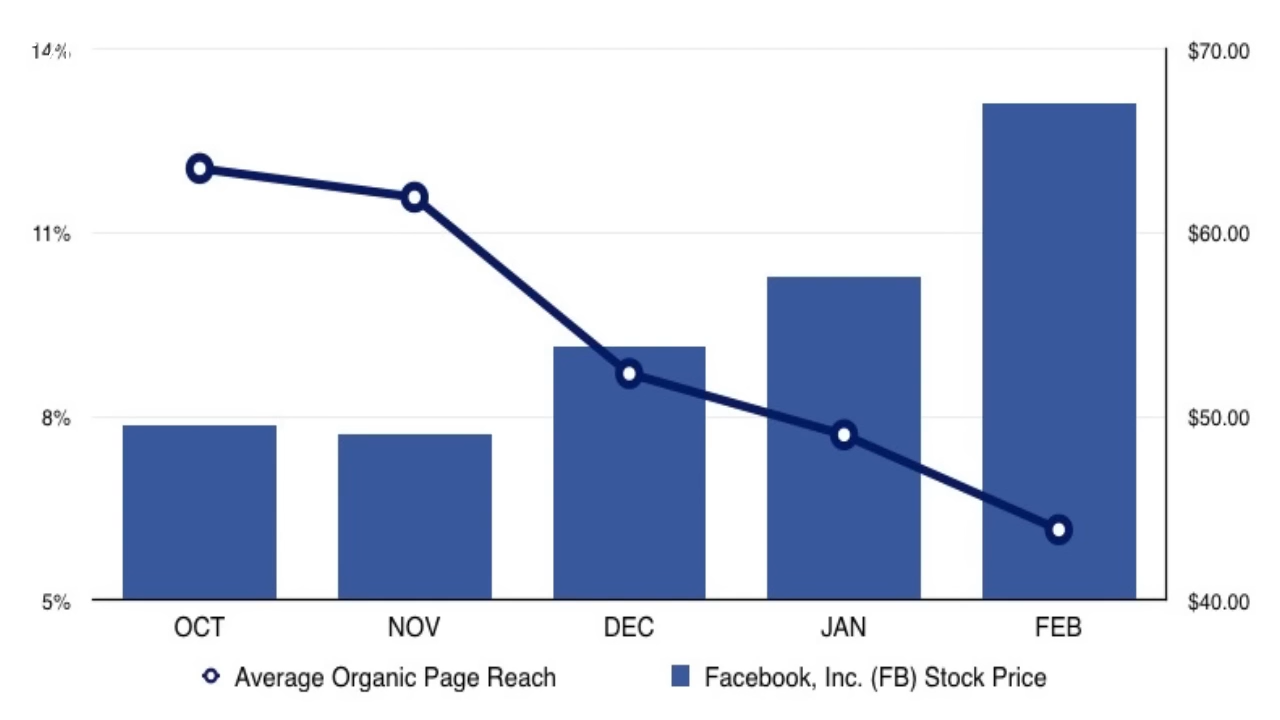 14% $70.00
11% $60.00
8% $50.00
5% $40.00
OCT NOV DEC JAN FEB
Average Organic Page Reach Facebook, Inc. (FB) Stock Price